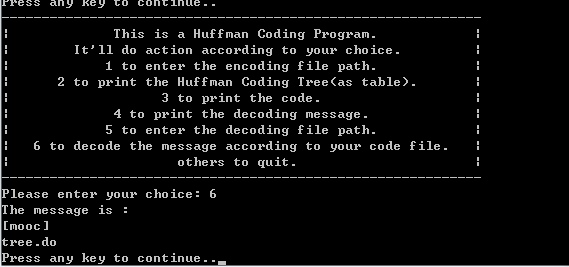 Press any key to continue..
This is a Huffman Coding Program.
It'll do action according to your choice.
1 to enter the encoding file path.
2 to print the Huffman Coding Tree(as table).
3 to print the code.
4 to print the decoding message.
5 to enter the decoding file path.
6 to decode the message according to your code file.
others to quit.
Please enter your choice: 6
The message is :
[mooc]
tree.do
Press any key to continue..